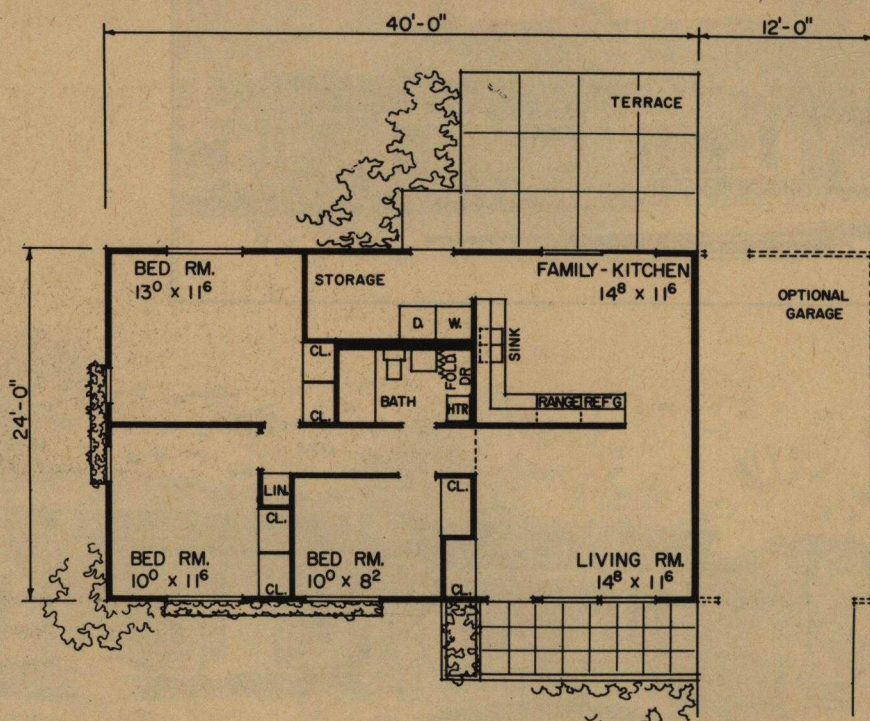 40'-0"
12'-0"
TERRACE
BED RM.
13⁰ x 11⁶
STORAGE
FAMILY-KITCHEN
14⁸ x 11⁶
OPTIONAL
GARAGE
D.
W.
SINK
CL.
CL.
BATH
FOLD.
DR
HTR
RANGE
REF'G
24'-0"
LIN.
CL.
CL.
CL.
CL.
BED RM.
10⁰ x 11⁶
BED RM.
10⁰ x 8²
LIVING RM.
14⁸ x 11⁶